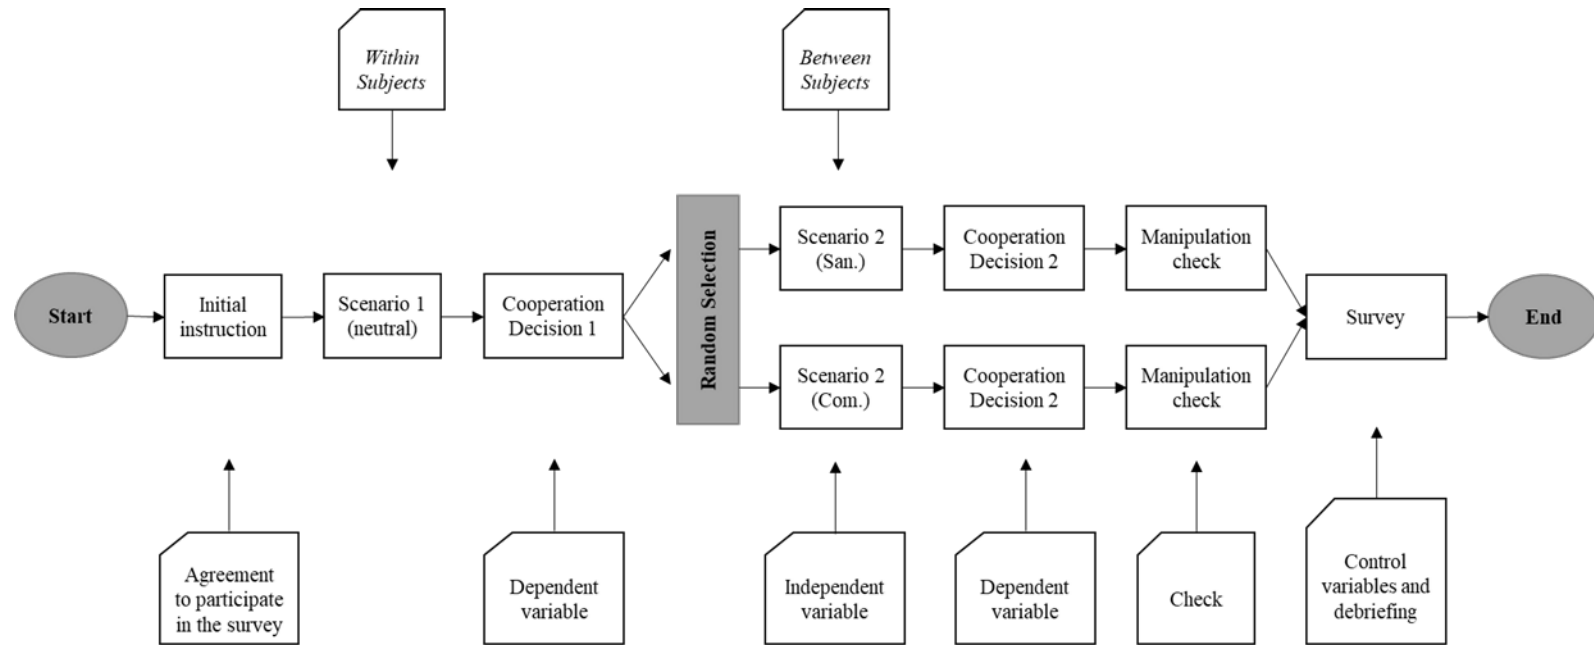 Within
Subjects
Between
Subjects
Start
Initial
instruction
Scenario 1
(neutral)
Cooperation
Decision 1
Random Selection
Scenario 2
(San.)
Cooperation
Decision 2
Manipulation
check
Scenario 2
(Com.)
Cooperation
Decision 2
Manipulation
check
Survey
End
Agreement
to participate
in the survey
Dependent
variable
Independent
variable
Dependent
variable
Check
Control
variables and
debriefing